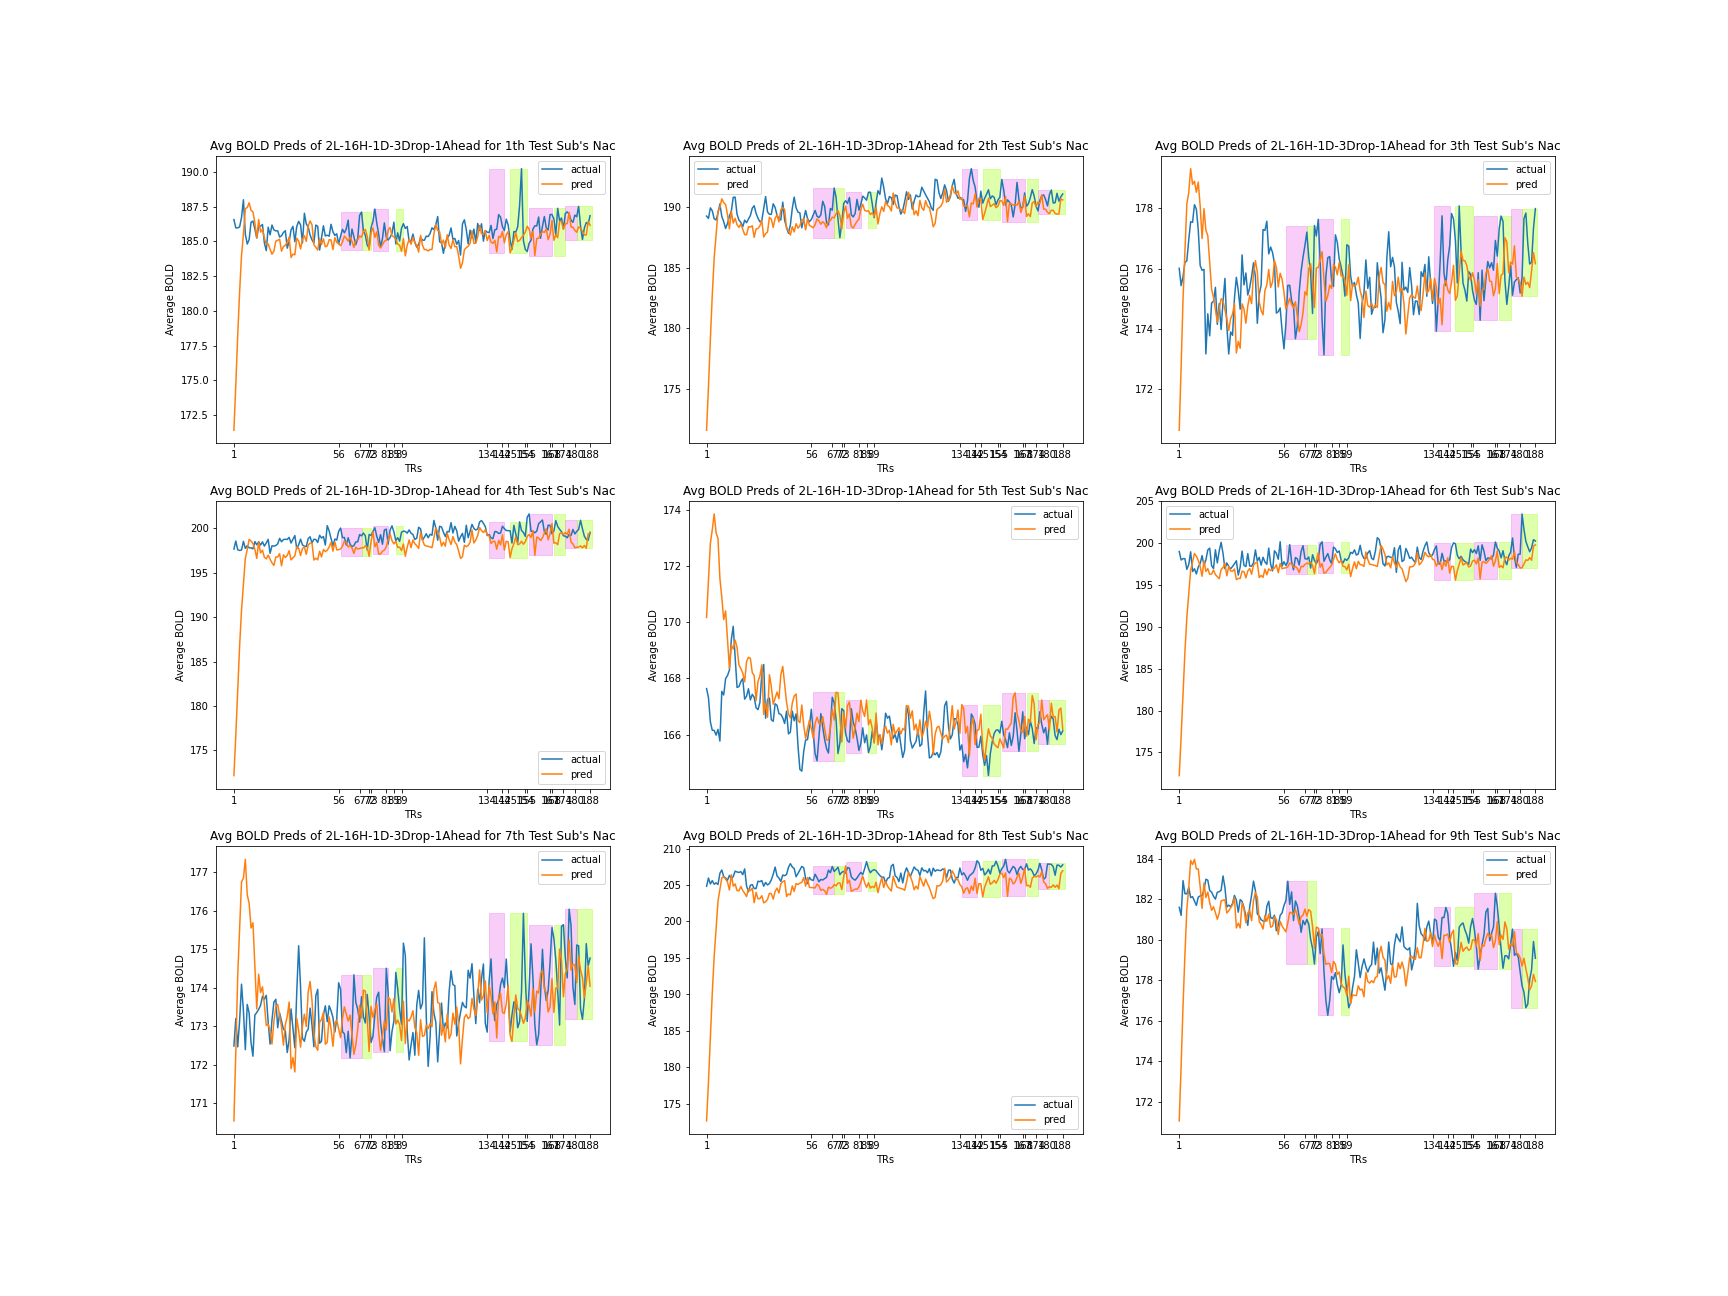 Avg BOLD Preds of 2L-16H-1D-3Drop-1Ahead for 1th Test Sub's Nac
Avg BOLD Preds of 2L-16H-1D-3Drop-1Ahead for 2th Test Sub's Nac
Avg BOLD Preds of 2L-16H-1D-3Drop-1Ahead for 3th Test Sub's Nac
actual
pred
actual
pred
actual
pred
190.0
187.5
185.0
182.5
180.0
177.5
175.0
172.5
190
185
180
175
178
176
174
172
Average BOLD
Average BOLD
Average BOLD
1 56
1 56
1 56
TRs
TRs
TRs
Avg BOLD Preds of 2L-16H-1D-3Drop-1Ahead for 4th Test Sub's Nac
Avg BOLD Preds of 2L-16H-1D-3Drop-1Ahead for 5th Test Sub's Nac
Avg BOLD Preds of 2L-16H-1D-3Drop-1Ahead for 6th Test Sub's Nac
actual
pred
actual
pred
actual
pred
200
195
190
185
180
175
174
172
170
168
166
205
200
195
190
185
180
175
Average BOLD
Average BOLD
Average BOLD
1 56
1 56
1 56
TRs
TRs
TRs
Avg BOLD Preds of 2L-16H-1D-3Drop-1Ahead for 7th Test Sub's Nac
Avg BOLD Preds of 2L-16H-1D-3Drop-1Ahead for 8th Test Sub's Nac
Avg BOLD Preds of 2L-16H-1D-3Drop-1Ahead for 9th Test Sub's Nac
actual
pred
actual
pred
actual
pred
177
176
175
174
173
172
171
210
205
200
195
190
185
180
175
184
182
180
178
176
174
172
Average BOLD
Average BOLD
Average BOLD
1 56
1 56
1 56
TRs
TRs
TRs